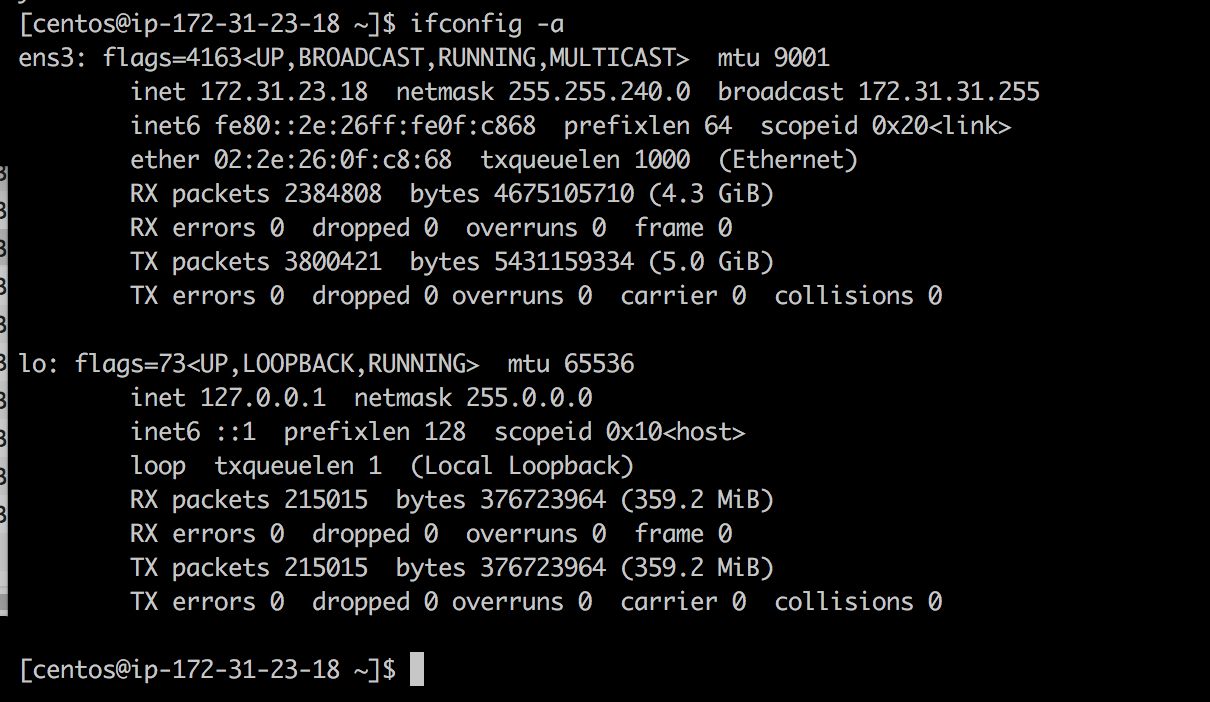 [centos@ip-172-31-23-18 ~]$ ifconfig -a
ens3: flags=4163<UP,BROADCAST,RUNNING,MULTICAST>  mtu 9001
        inet 172.31.23.18  netmask 255.255.240.0  broadcast 172.31.31.255
        inet6 fe80::2e:26ff:fe0f:c868  prefixlen 64  scopeid 0x20<link>
        ether 02:2e:26:0f:c8:68  txqueuelen 1000  (Ethernet)
        RX packets 2384808  bytes 4675105710 (4.3 GiB)
        RX errors 0  dropped 0  overruns 0  frame 0
        TX packets 3800421  bytes 5431159334 (5.0 GiB)
        TX errors 0  dropped 0 overruns 0  carrier 0  collisions 0

lo: flags=73<UP,LOOPBACK,RUNNING>  mtu 65536
        inet 127.0.0.1  netmask 255.0.0.0
        inet6 ::1  prefixlen 128  scopeid 0x10<host>
        loop  txqueuelen 1  (Local Loopback)
        RX packets 215015  bytes 376723964 (359.2 MiB)
        RX errors 0  dropped 0  overruns 0  frame 0
        TX packets 215015  bytes 376723964 (359.2 MiB)
        TX errors 0  dropped 0 overruns 0  carrier 0  collisions 0

[centos@ip-172-31-23-18 ~]$